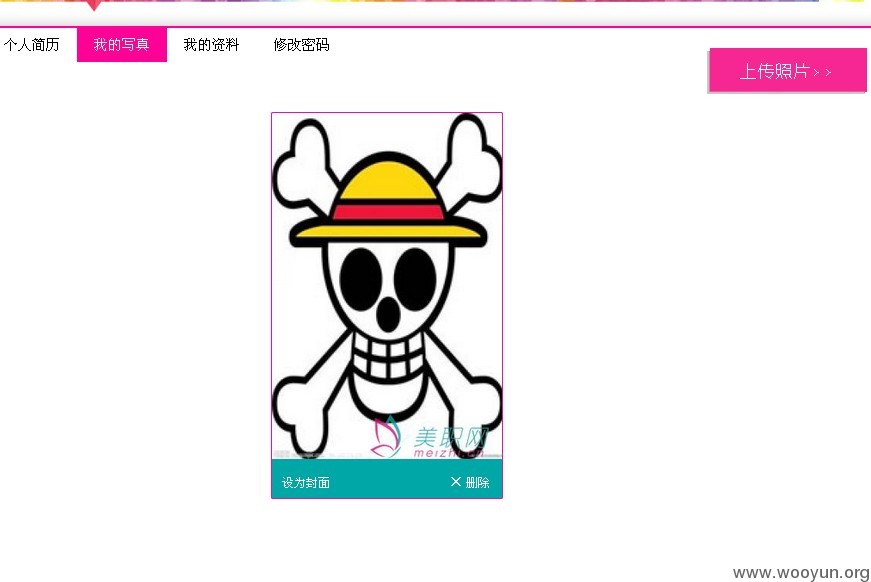 个人简历 我的写真 我的资料 修改密码
上传照片>>
美职网
meizhi.cn
设为封面 × 删除
www.wooyun.org